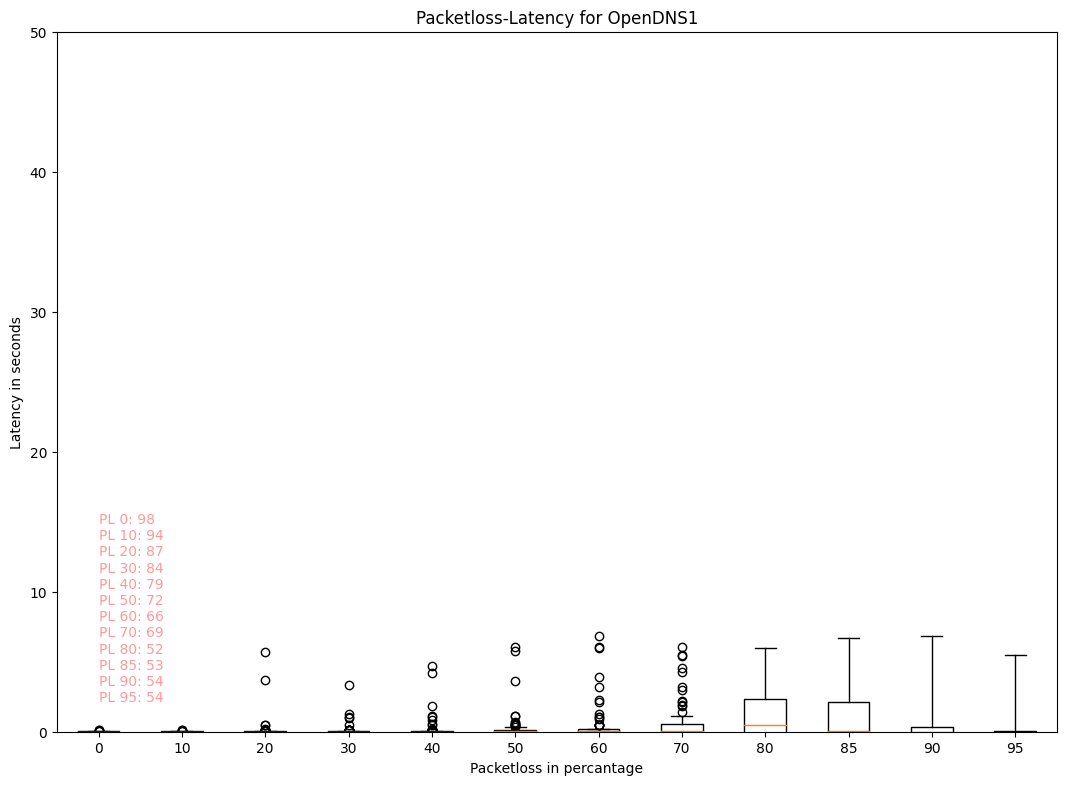 Packetloss-Latency for OpenDNS1
50
40
30
20
10
0
Latency in seconds
PL 0: 98
PL 10: 94
PL 20: 87
PL 30: 84
PL 40: 79
PL 50: 72
PL 60: 66
PL 70: 69
PL 80: 52
PL 85: 53
PL 90: 54
PL 95: 54
0 10 20 30 40 50 60 70 80 85 90 95
Packetloss in percantage